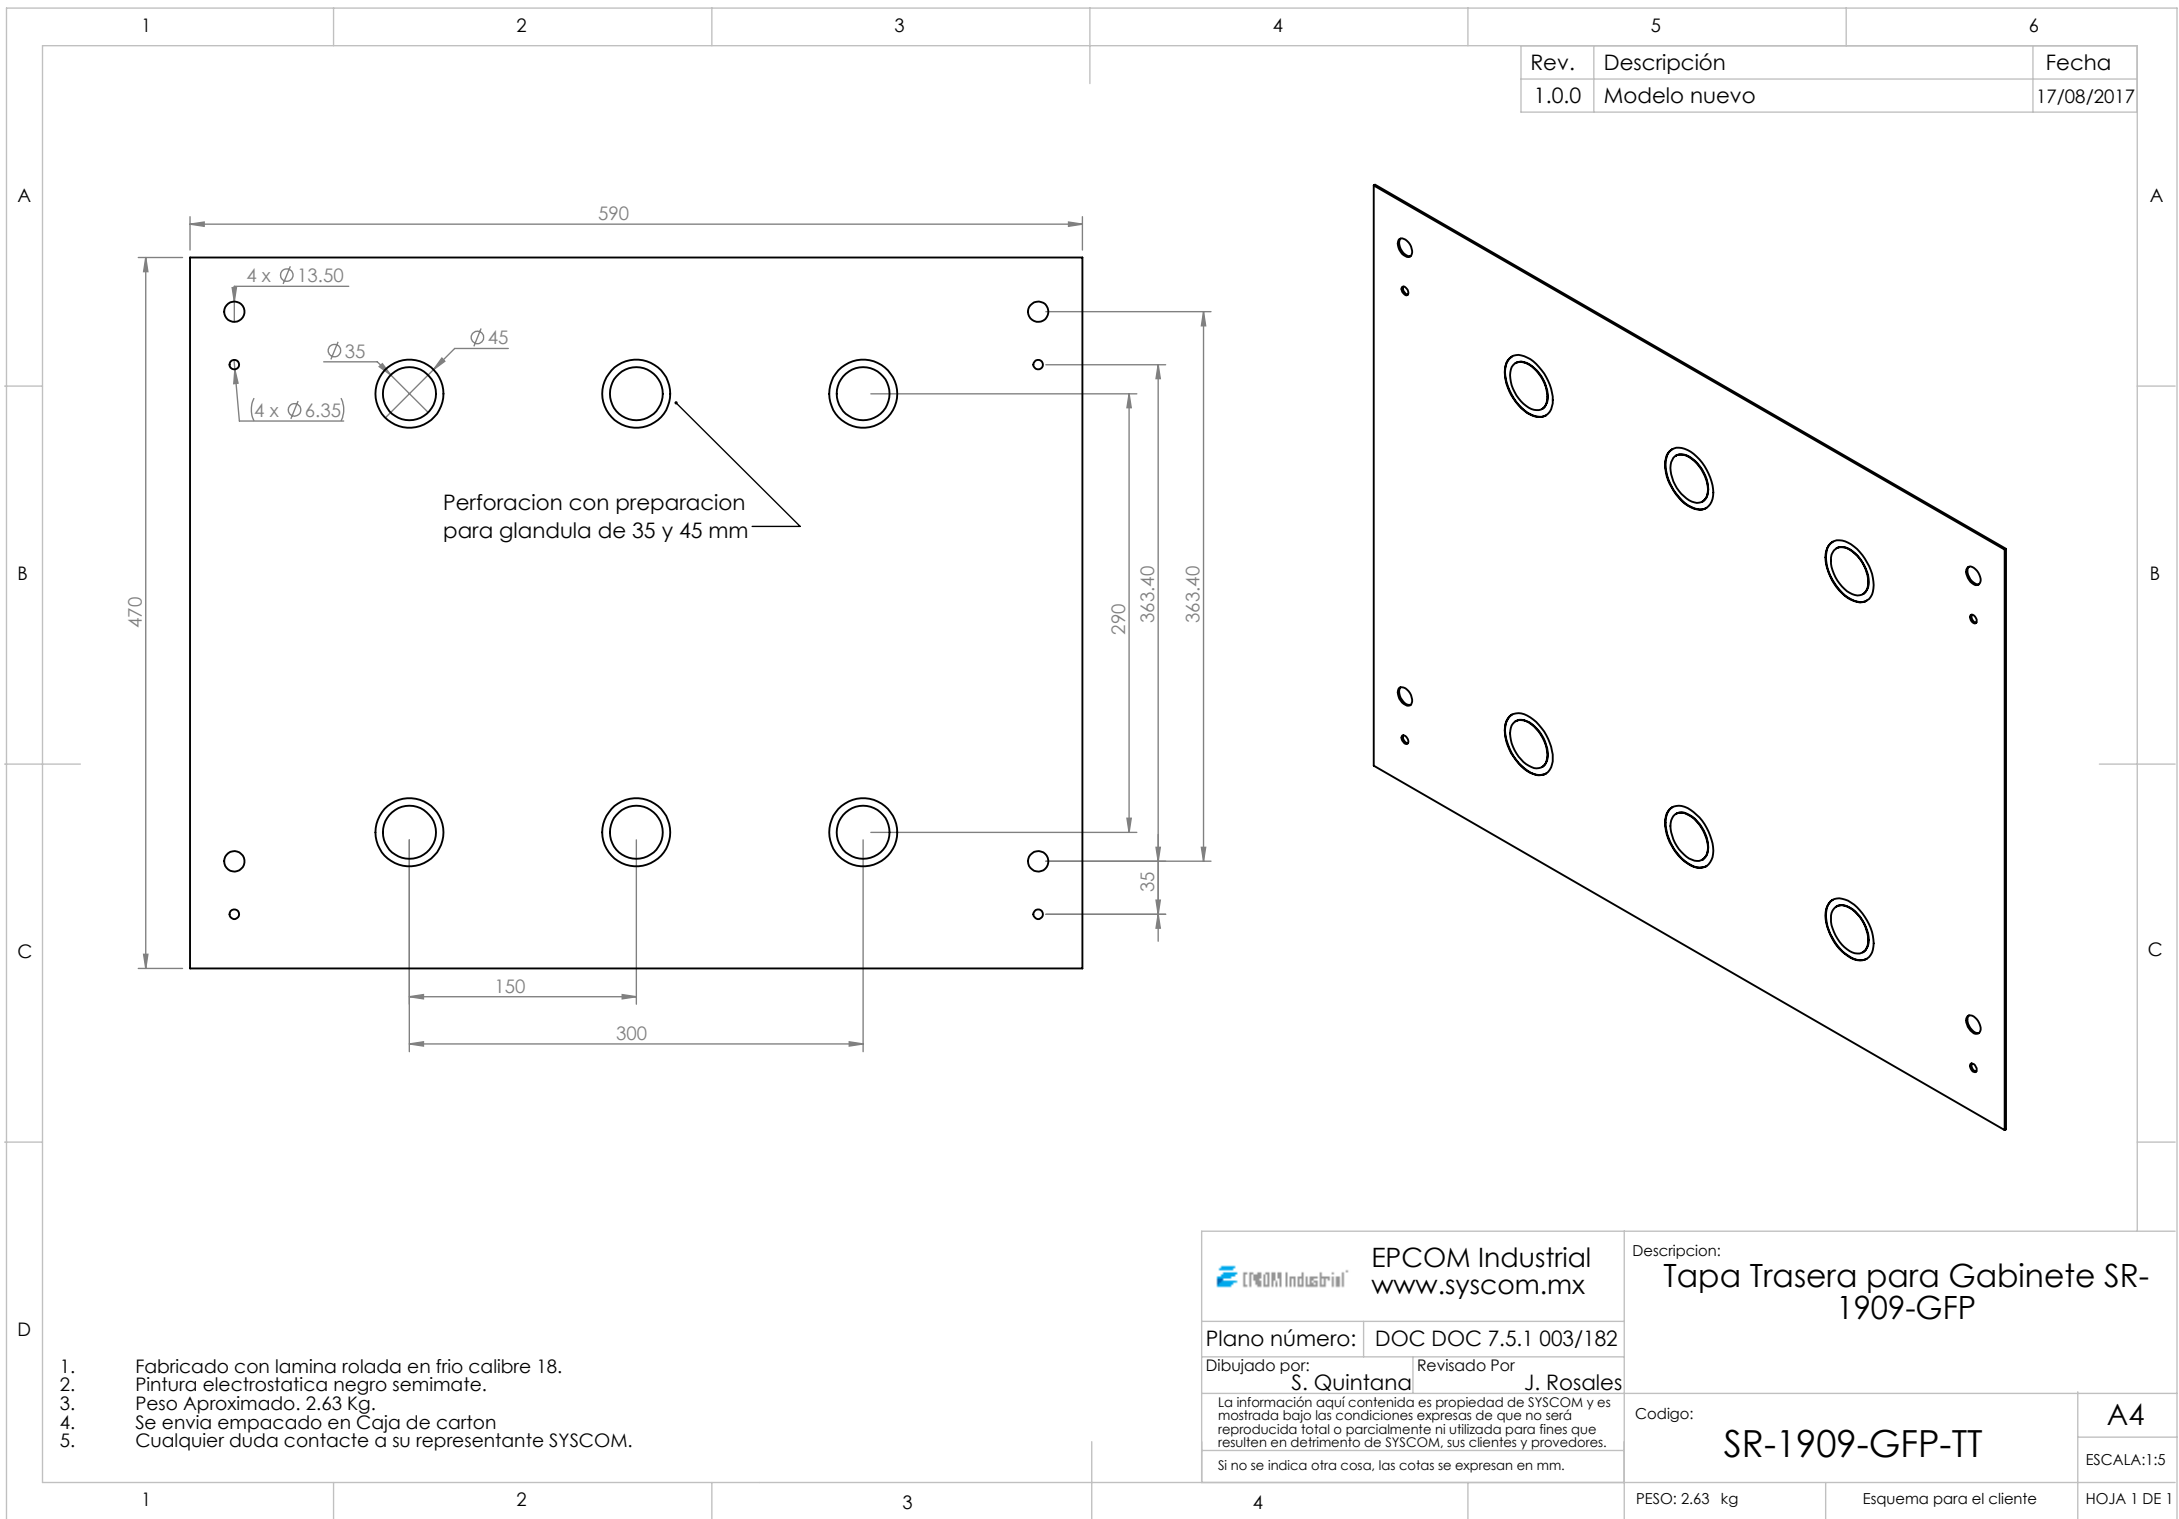 1 2 3 4 5 6
Rev. Descripción Fecha
1.0.0 Modelo nuevo 17/08/2017
A A
590
4 x Ø13.50
Ø35 Ø45
(4 x Ø6.35)
Perforacion con preparacion
para glandula de 35 y 45 mm
B B
470
290
363.40
363.40
35
C C
150
300
D
1. Fabricado con lamina rolada en frio calibre 18.
2. Pintura electrostatica negro semimate.
3. Peso Aproximado. 2.63 Kg.
4. Se envia empacado en Caja de carton
5. Cualquier duda contacte a su representante SYSCOM.
EPCOM Industrial
EPCOM Industrial
www.syscom.mx
Plano número: DOC DOC 7.5.1 003/182
Dibujado por: Revisado Por
S. Quintana J. Rosales
La información aquí contenida es propiedad de SYSCOM y es
mostrada bajo las condiciones expresas de que no será
reproducida total o parcialmente ni utilizada para fines que
resulten en detrimento de SYSCOM, sus clientes y provedores.
Si no se indica otra cosa, las cotas se expresan en mm.
Descripcion:
Tapa Trasera para Gabinete SR-
1909-GFP
Codigo:
SR-1909-GFP-TT
A4
ESCALA:1:5
PESO: 2.63 kg Esquema para el cliente HOJA 1 DE 1
1 2 3 4